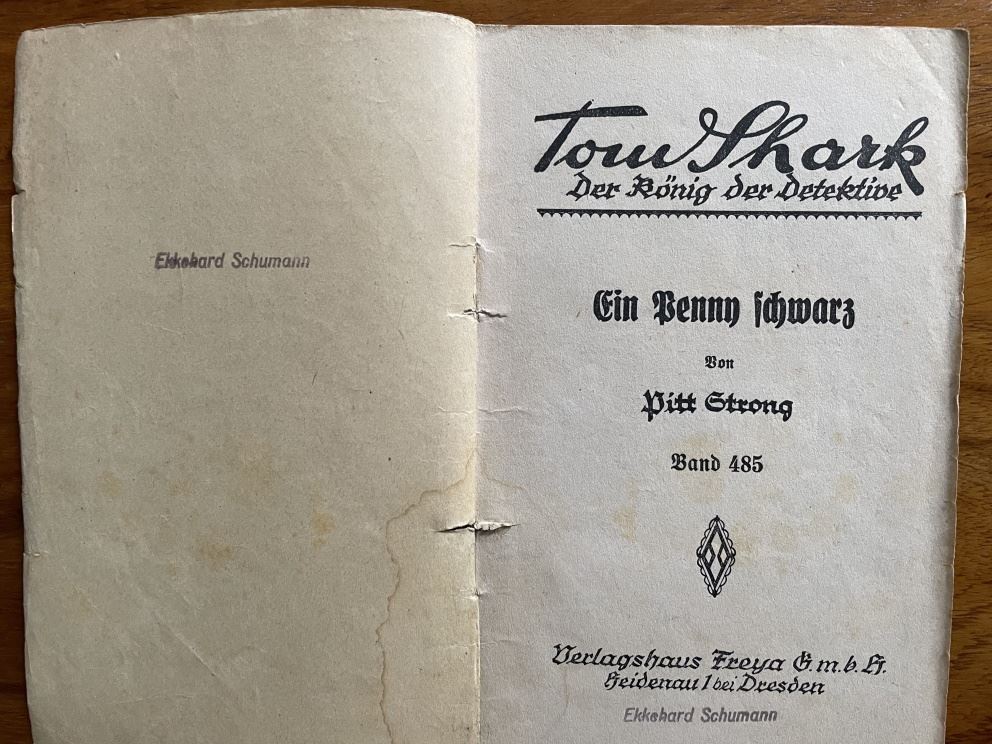 Ekkehard Schumann
Tom Shark
Der König der Detektive
Ein Penny schwarz
Von
Pitt Strong
Band 485
Verlagshaus Freya G.m.b.H.
Heidenau 1 bei Dresden
Ekkehard Schumann